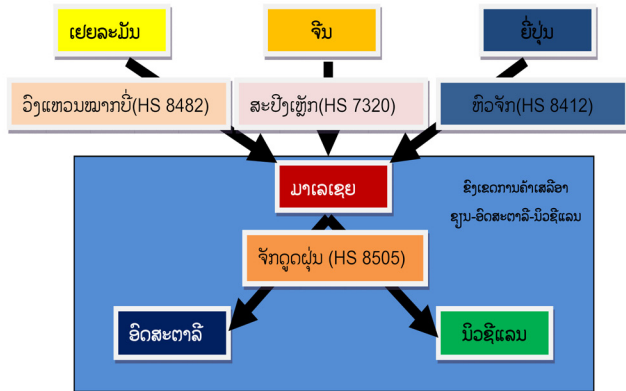 ເຢຍລະມັນ
ຈີນ
ຍີ່ປຸ່ນ
ວົງແຫວນໝາກບີ່(HS 8482)
ສະປິງເຫຼັກ(HS 7320)
ຫົວຈັກ(HS 8412)
ມາເລເຊຍ
ຂົງເຂດການຄ້າເສລີອາ
ຊຽນ-ອົດສະຕາລີ-ນິວຊີແລນ
ຈັກດູດຝຸ່ນ (HS 8505)
ອົດສະຕາລີ
ນິວຊີແລນ